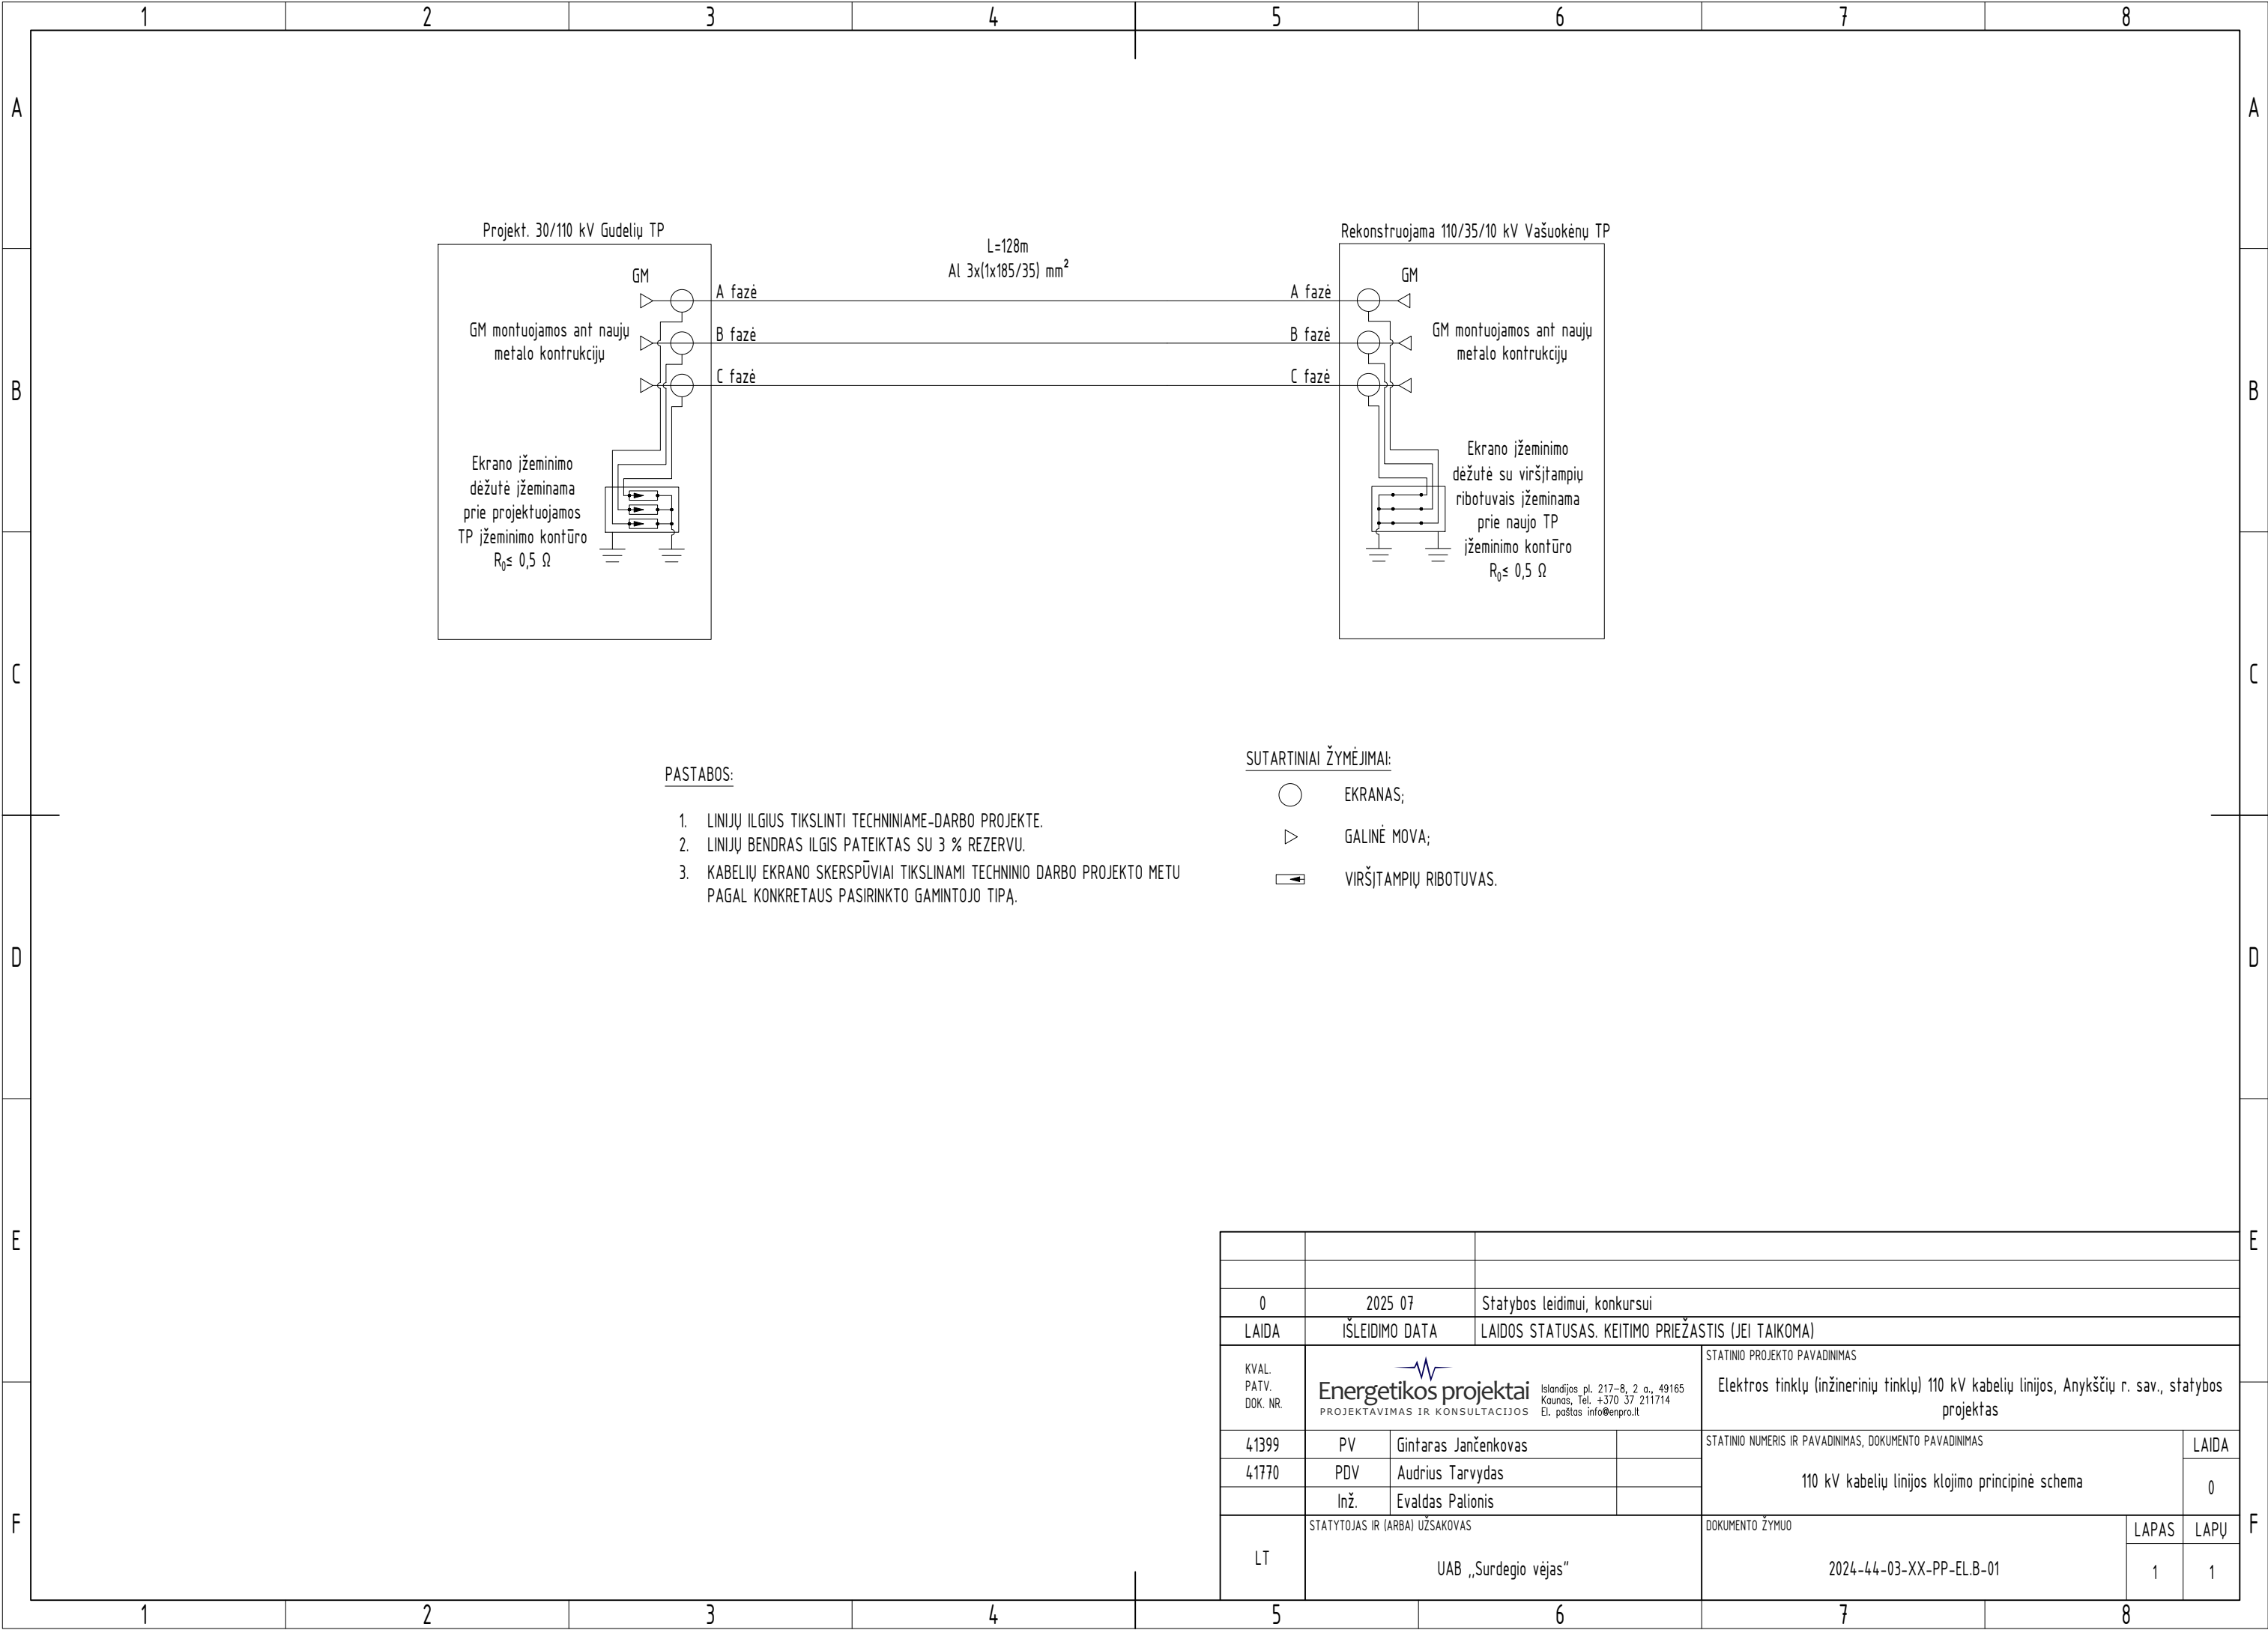 1 2 3 4 5 6 7 8
A A
B B
C C
D D
E E
F F
Projekt. 30/110 kV Gudelių TP
GM
GM montuojamos ant naujų
metalo kontrukcijų
A fazė
B fazė
C fazė
Ekrano įžeminimo
dėžutė įžeminama
prie projektuojamos
TP įžeminimo kontūro
R₀≤ 0,5 Ω
L=128m
Al 3x(1x185/35) mm²
Rekonstruojama 110/35/10 kV Vašuokėnų TP
GM
A fazė
B fazė
C fazė
GM montuojamos ant naujų
metalo kontrukcijų
Ekrano įžeminimo
dėžutė su viršįtampių
ribotuvais įžeminama
prie naujo TP
įžeminimo kontūro
R₀≤ 0,5 Ω
PASTABOS:
1. LINIJŲ ILGIUS TIKSLINTI TECHNINIAME-DARBO PROJEKTE.
2. LINIJŲ BENDRAS ILGIS PATEIKTAS SU 3 % REZERVU.
3. KABELIŲ EKRANO SKERSPŪVIAI TIKSLINAMI TECHNINIO DARBO PROJEKTO METU
PAGAL KONKRETAUS PASIRINKTO GAMINTOJO TIPĄ.
SUTARTINIAI ŽYMĖJIMAI:
EKRANAS;
GALINĖ MOVA;
VIRŠĮTAMPIŲ RIBOTUVAS.
0 2025 07 Statybos leidimui, konkursui
LAIDA IŠLEIDIMO DATA LAIDOS STATUSAS. KEITIMO PRIEŽASTIS (JEI TAIKOMA)
KVAL.
PATV.
DOK. NR.
Energetikos projektai
PROJEKTAVIMAS IR KONSULTACIJOS
Islandijos pl. 217-8, 2 a., 49165
Kaunas, Tel. +370 37 211714
El. paštas info@enpro.lt
STATINIO PROJEKTO PAVADINIMAS
Elektros tinklų (inžinerinių tinklų) 110 kV kabelių linijos, Anykščių r. sav., statybos
projektas
41399 PV Gintaras Jančenkovas
41770 PDV Audrius Tarvydas
Inž. Evaldas Palionis
STATINIO NUMERIS IR PAVADINIMAS, DOKUMENTO PAVADINIMAS
110 kV kabelių linijos klojimo principinė schema
LAIDA
0
LT
STATYTOJAS IR (ARBA) UŽSAKOVAS
UAB ,,Surdegio vėjas"
DOKUMENTO ŽYMUO
2024-44-03-XX-PP-EL.B-01
LAPAS LAPŲ
1 1
1 2 3 4 5 6 7 8